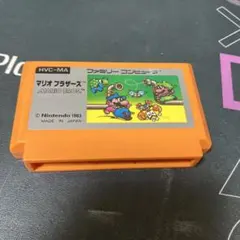 HVC-MA
ファミリー コンピュータ
マリオブラザーズ
MARIO BROS.
© Nintendo 1983
MADE IN JAPAN
Pla